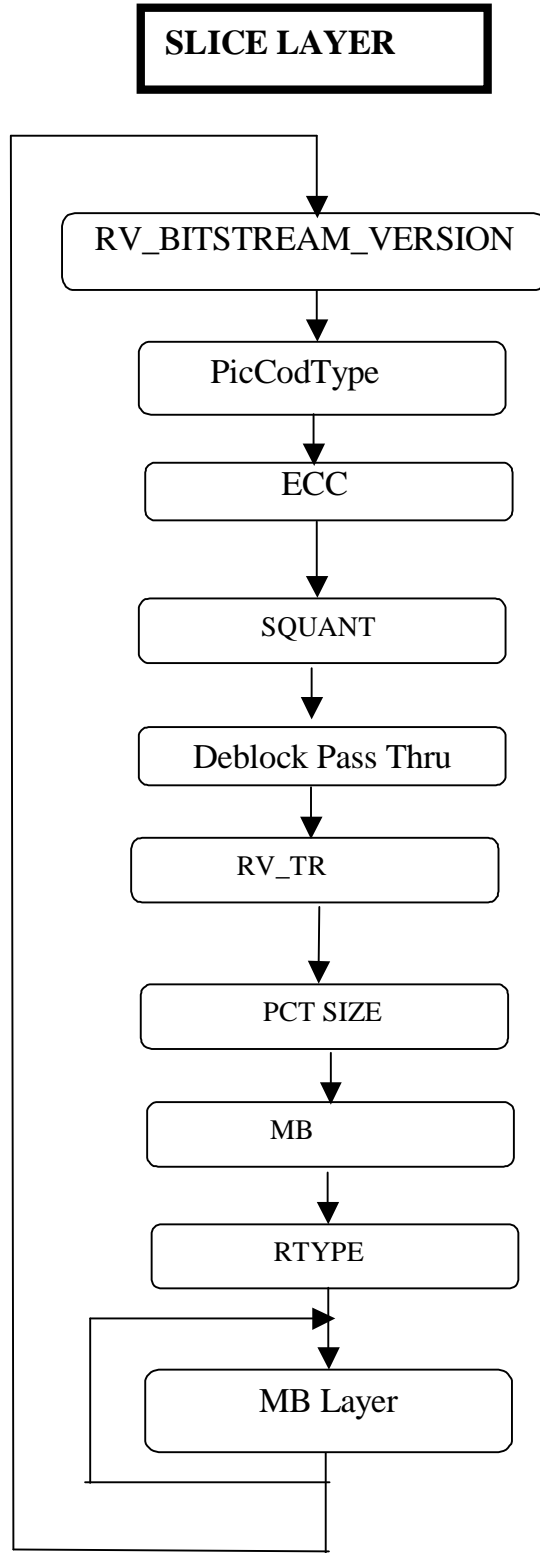 SLICE LAYER
RV_BITSTREAM_VERSION
PicCodType
ECC
SQUANT
Deblock Pass Thru
RV_TR
PCT SIZE
MB
RTYPE
MB Layer